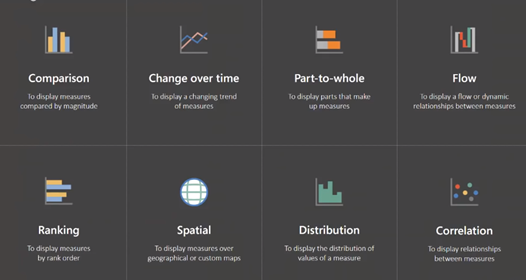 Comparison
To display measures
compared by magnitude
Change over time
To display a changing trend
of measures
Part-to-whole
To display parts that make
up measures
Flow
To display a flow or dynamic
relationships between measures
Ranking
To display measures
by rank order
Spatial
To display measures over
geographical or custom maps
Distribution
To display the distribution of
values of a measure
Correlation
To display relationships
between measures